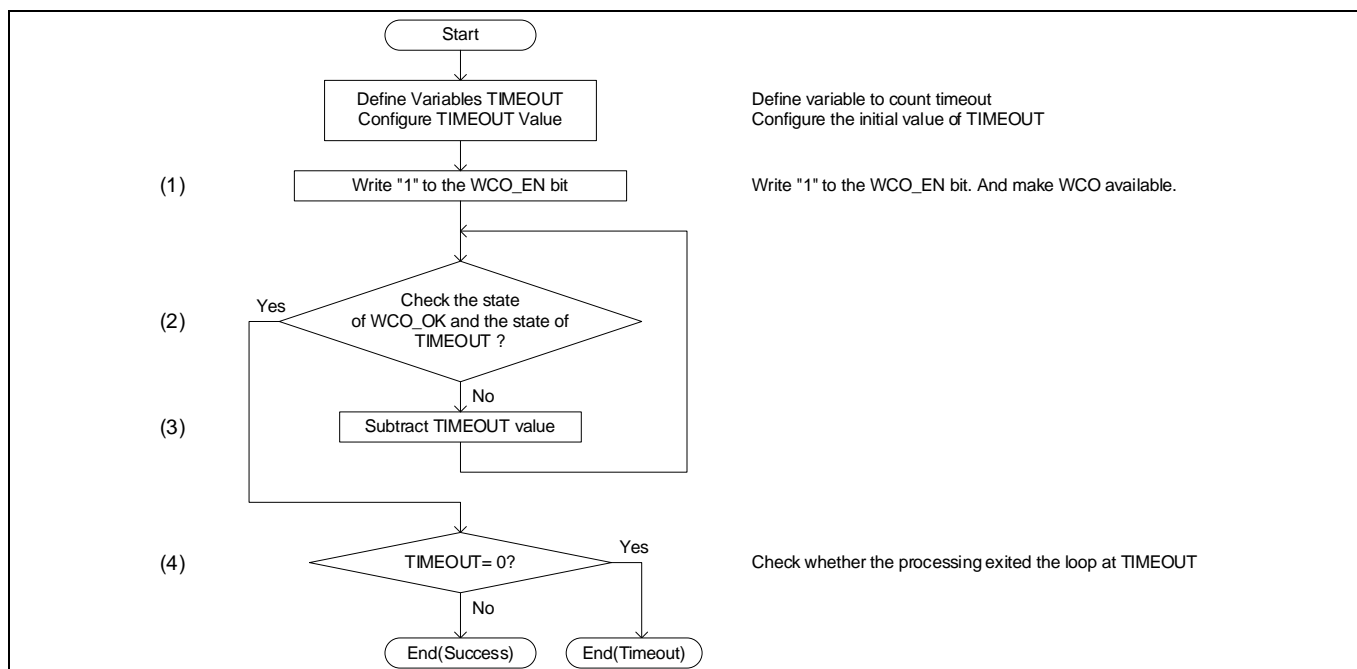 Start
Define Variables TIMEOUT
Configure TIMEOUT Value
Define variable to count timeout
Configure the initial value of TIMEOUT
(1)
Write "1" to the WCO_EN bit
Write "1" to the WCO_EN bit. And make WCO available.
(2)
Yes
Check the state
of WCO_OK and the state of
TIMEOUT ?
No
(3)
Subtract TIMEOUT value
(4)
TIMEOUT= 0?
Yes
Check whether the processing exited the loop at TIMEOUT
No
End(Success)
End(Timeout)